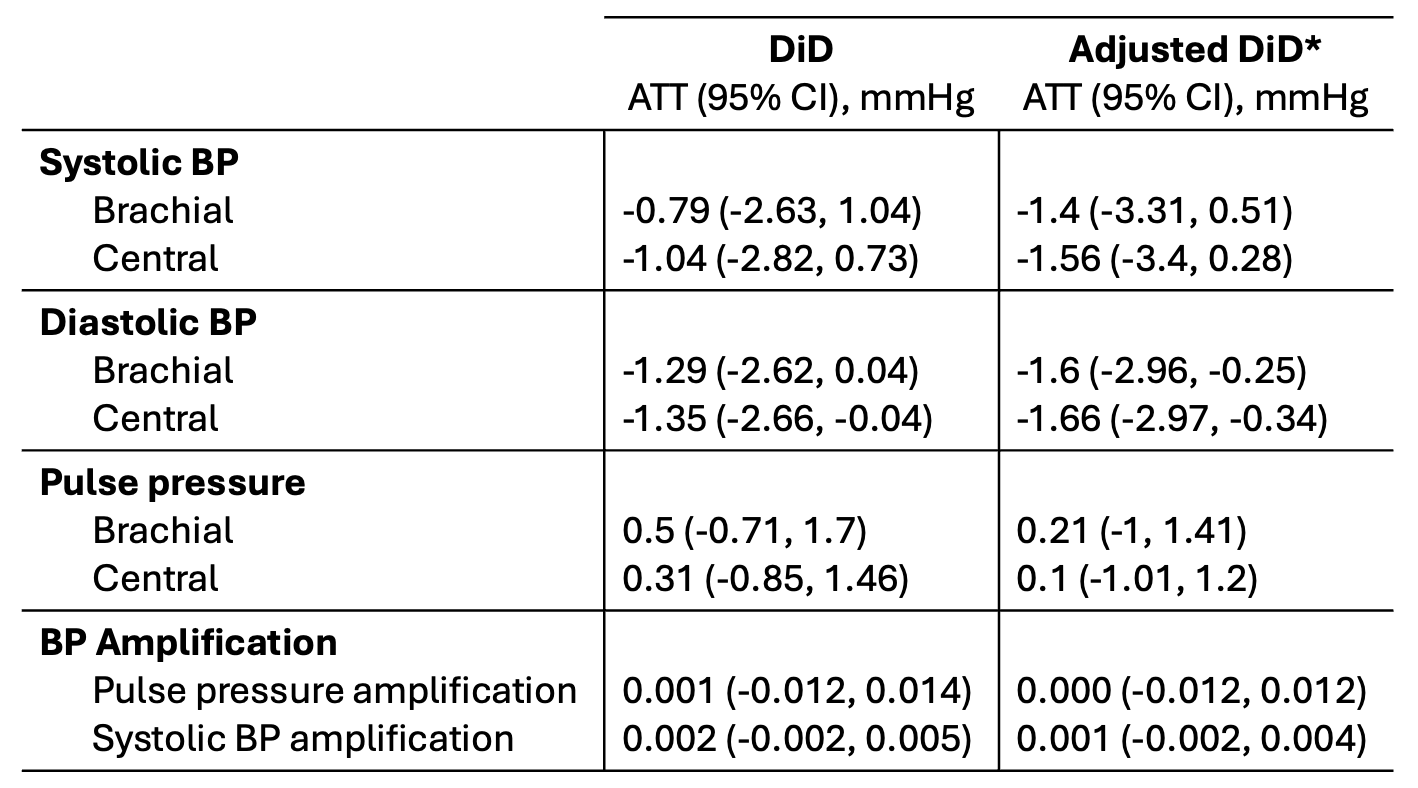 DiD Adjusted DiD*
ATT (95% CI), mmHg ATT (95% CI), mmHg
Systolic BP
Brachial -0.79 (-2.63, 1.04) -1.4 (-3.31, 0.51)
Central -1.04 (-2.82, 0.73) -1.56 (-3.4, 0.28)
Diastolic BP
Brachial -1.29 (-2.62, 0.04) -1.6 (-2.96, -0.25)
Central -1.35 (-2.66, -0.04) -1.66 (-2.97, -0.34)
Pulse pressure
Brachial 0.5 (-0.71, 1.7) 0.21 (-1, 1.41)
Central 0.31 (-0.85, 1.46) 0.1 (-1.01, 1.2)
BP Amplification
Pulse pressure amplification 0.001 (-0.012, 0.014) 0.000 (-0.012, 0.012)
Systolic BP amplification 0.002 (-0.002, 0.005) 0.001 (-0.002, 0.004)